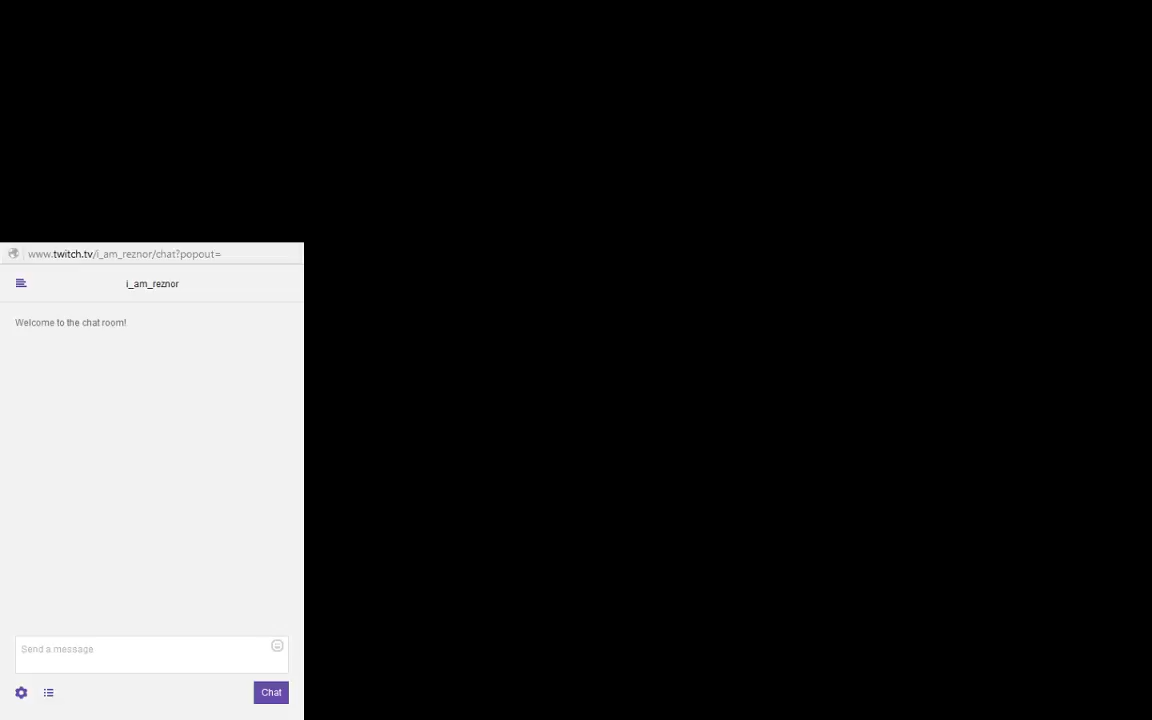 www.twitch.tv/i_am_reznor/chat?popout=
i_am_reznor
Welcome to the chat room!
Send a message
Chat